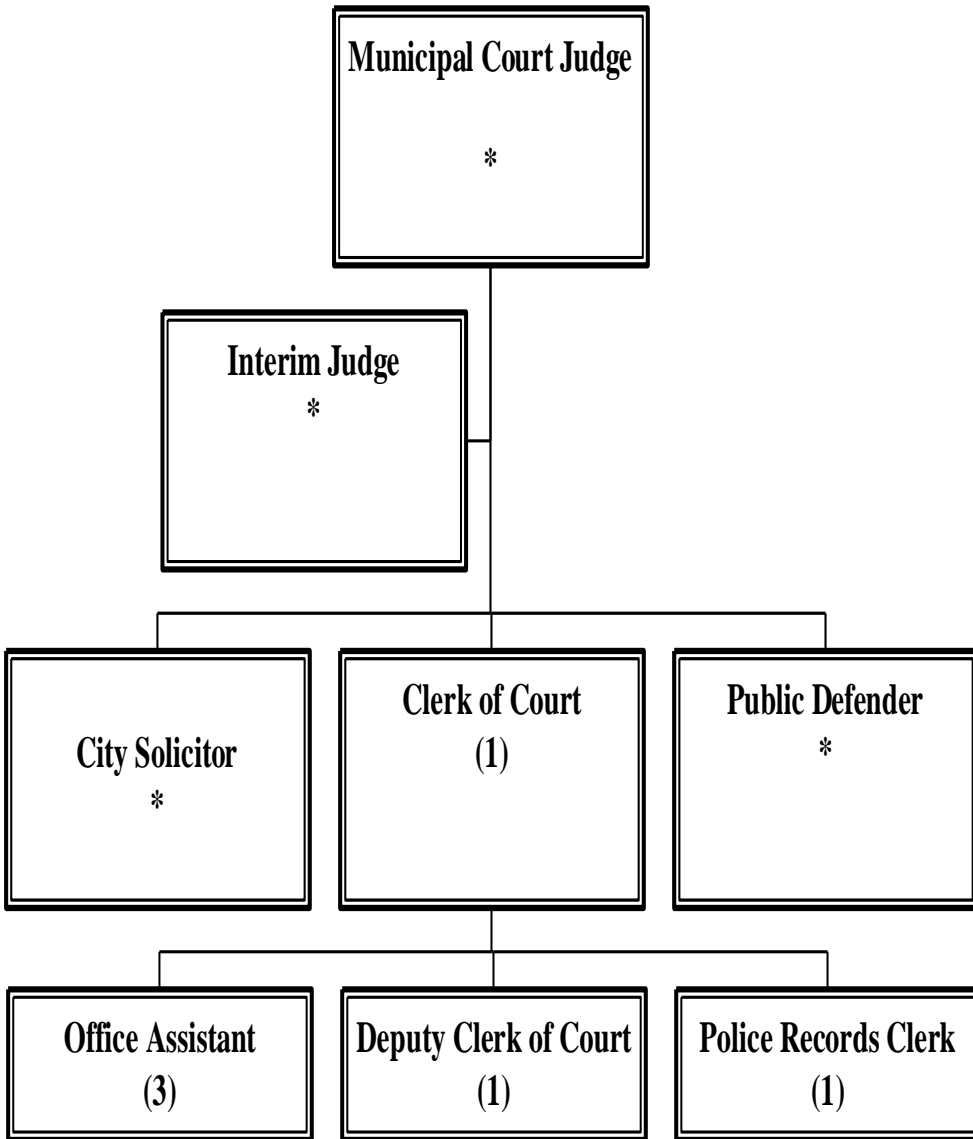 Municipal Court Judge
*
Interim Judge
*
City Solicitor
*
Clerk of Court
(1)
Public Defender
*
Office Assistant
(3)
Deputy Clerk of Court
(1)
Police Records Clerk
(1)